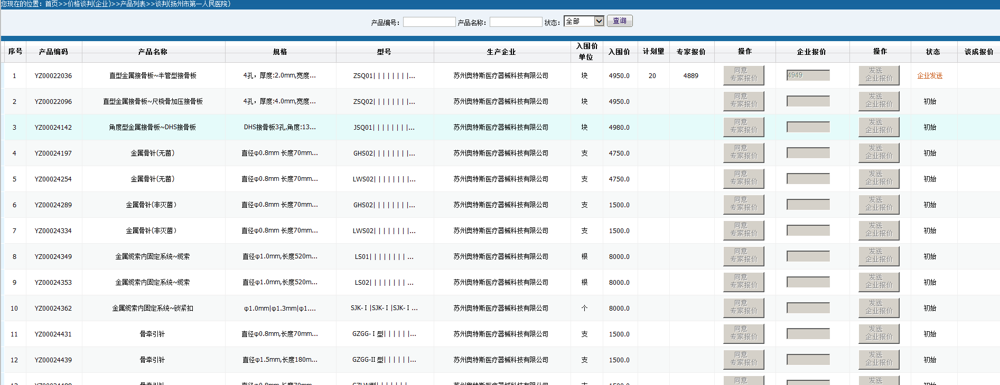 您现在的位置：首页>>价格谈判(企业)>>产品列表>>谈判(扬州市第一人民医院)
产品编号： 产品名称： 状态：全部 查询
序号 产品编码 产品名称 规格 型号 生产企业 入围价单位 入围价 计划量 专家报价 操作 企业报价 操作 状态 谈成报价
1 YZ00022036 直型金属接骨板~半管型接骨板 4孔，厚度:2.0mm,宽度... ZSQ01||||||||... 苏州奥特斯医疗器械科技有限公司 块 4950.0 20 4889 同意专家报价 4949 发送企业报价 企业发送
2 YZ00022096 直型金属接骨板~尺桡骨加压接骨板 4孔，厚度:4.0mm,宽度... ZSQ02||||||||... 苏州奥特斯医疗器械科技有限公司 块 4950.0 同意专家报价 发送企业报价 初始
3 YZ00024142 角度型金属接骨板~DHS接骨板 DHS接骨板3孔,角度:13... JSQ01||||||||... 苏州奥特斯医疗器械科技有限公司 块 4980.0 同意专家报价 发送企业报价 初始
4 YZ00024197 金属骨针(无菌) 直径φ0.8mm 长度70mm... GHS02||||||||... 苏州奥特斯医疗器械科技有限公司 支 4750.0 同意专家报价 发送企业报价 初始
5 YZ00024254 金属骨针(无菌) 直径φ0.8mm 长度70mm... LWS02||||||||... 苏州奥特斯医疗器械科技有限公司 支 4750.0 同意专家报价 发送企业报价 初始
6 YZ00024289 金属骨针(非灭菌) 直径φ0.8mm 长度70mm... GHS02||||||||... 苏州奥特斯医疗器械科技有限公司 支 1500.0 同意专家报价 发送企业报价 初始
7 YZ00024334 金属骨针(非灭菌) 直径φ0.8mm 长度70mm... LWS02||||||||... 苏州奥特斯医疗器械科技有限公司 支 1500.0 同意专家报价 发送企业报价 初始
8 YZ00024349 金属缆索内固定系统~缆索 直径φ1.0mm,长度520m... LS01|||||||| ... 苏州奥特斯医疗器械科技有限公司 根 8000.0 同意专家报价 发送企业报价 初始
9 YZ00024353 金属缆索内固定系统~缆索 直径φ1.0mm,长度520m... LS02|||||||| ... 苏州奥特斯医疗器械科技有限公司 根 8000.0 同意专家报价 发送企业报价 初始
10 YZ00024362 金属缆索内固定系统~锁紧扣 φ1.0mm|φ1.3mm|φ1.... SJK-Ⅰ|SJK-Ⅰ|SJK-Ⅰ... 苏州奥特斯医疗器械科技有限公司 个 8000.0 同意专家报价 发送企业报价 初始
11 YZ00024431 骨牵引针 直径φ0.8mm,长度70mm... GZGG-Ⅰ型||||||... 苏州奥特斯医疗器械科技有限公司 支 1500.0 同意专家报价 发送企业报价 初始
12 YZ00024439 骨牵引针 直径φ1.5mm,长度180m... GZGG-II型||||||... 苏州奥特斯医疗器械科技有限公司 支 1500.0 同意专家报价 发送企业报价 初始
骨牵引针 苏州奥特斯医疗器械科技有限公司 同意 发送